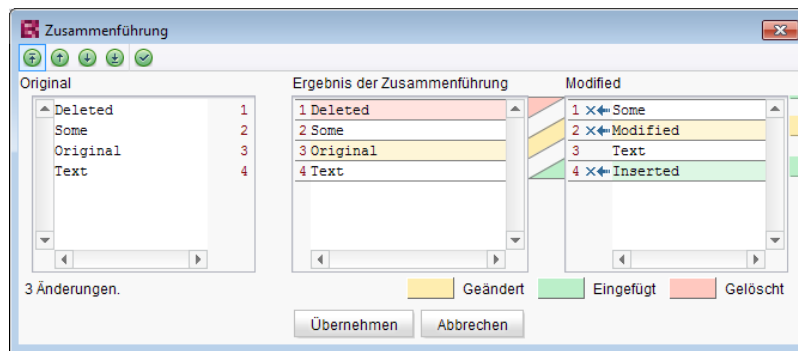 Zusammenführung
Original
Deleted 1
Some 2
Original 3
Text 4
Ergebnis der Zusammenführung
1 Deleted
2 Some
3 Original
4 Text
Modified
1 Some
2 Modified
3 Text
4 Inserted
3 Änderungen.
Geändert Eingefügt Gelöscht
Übernehmen Abbrechen